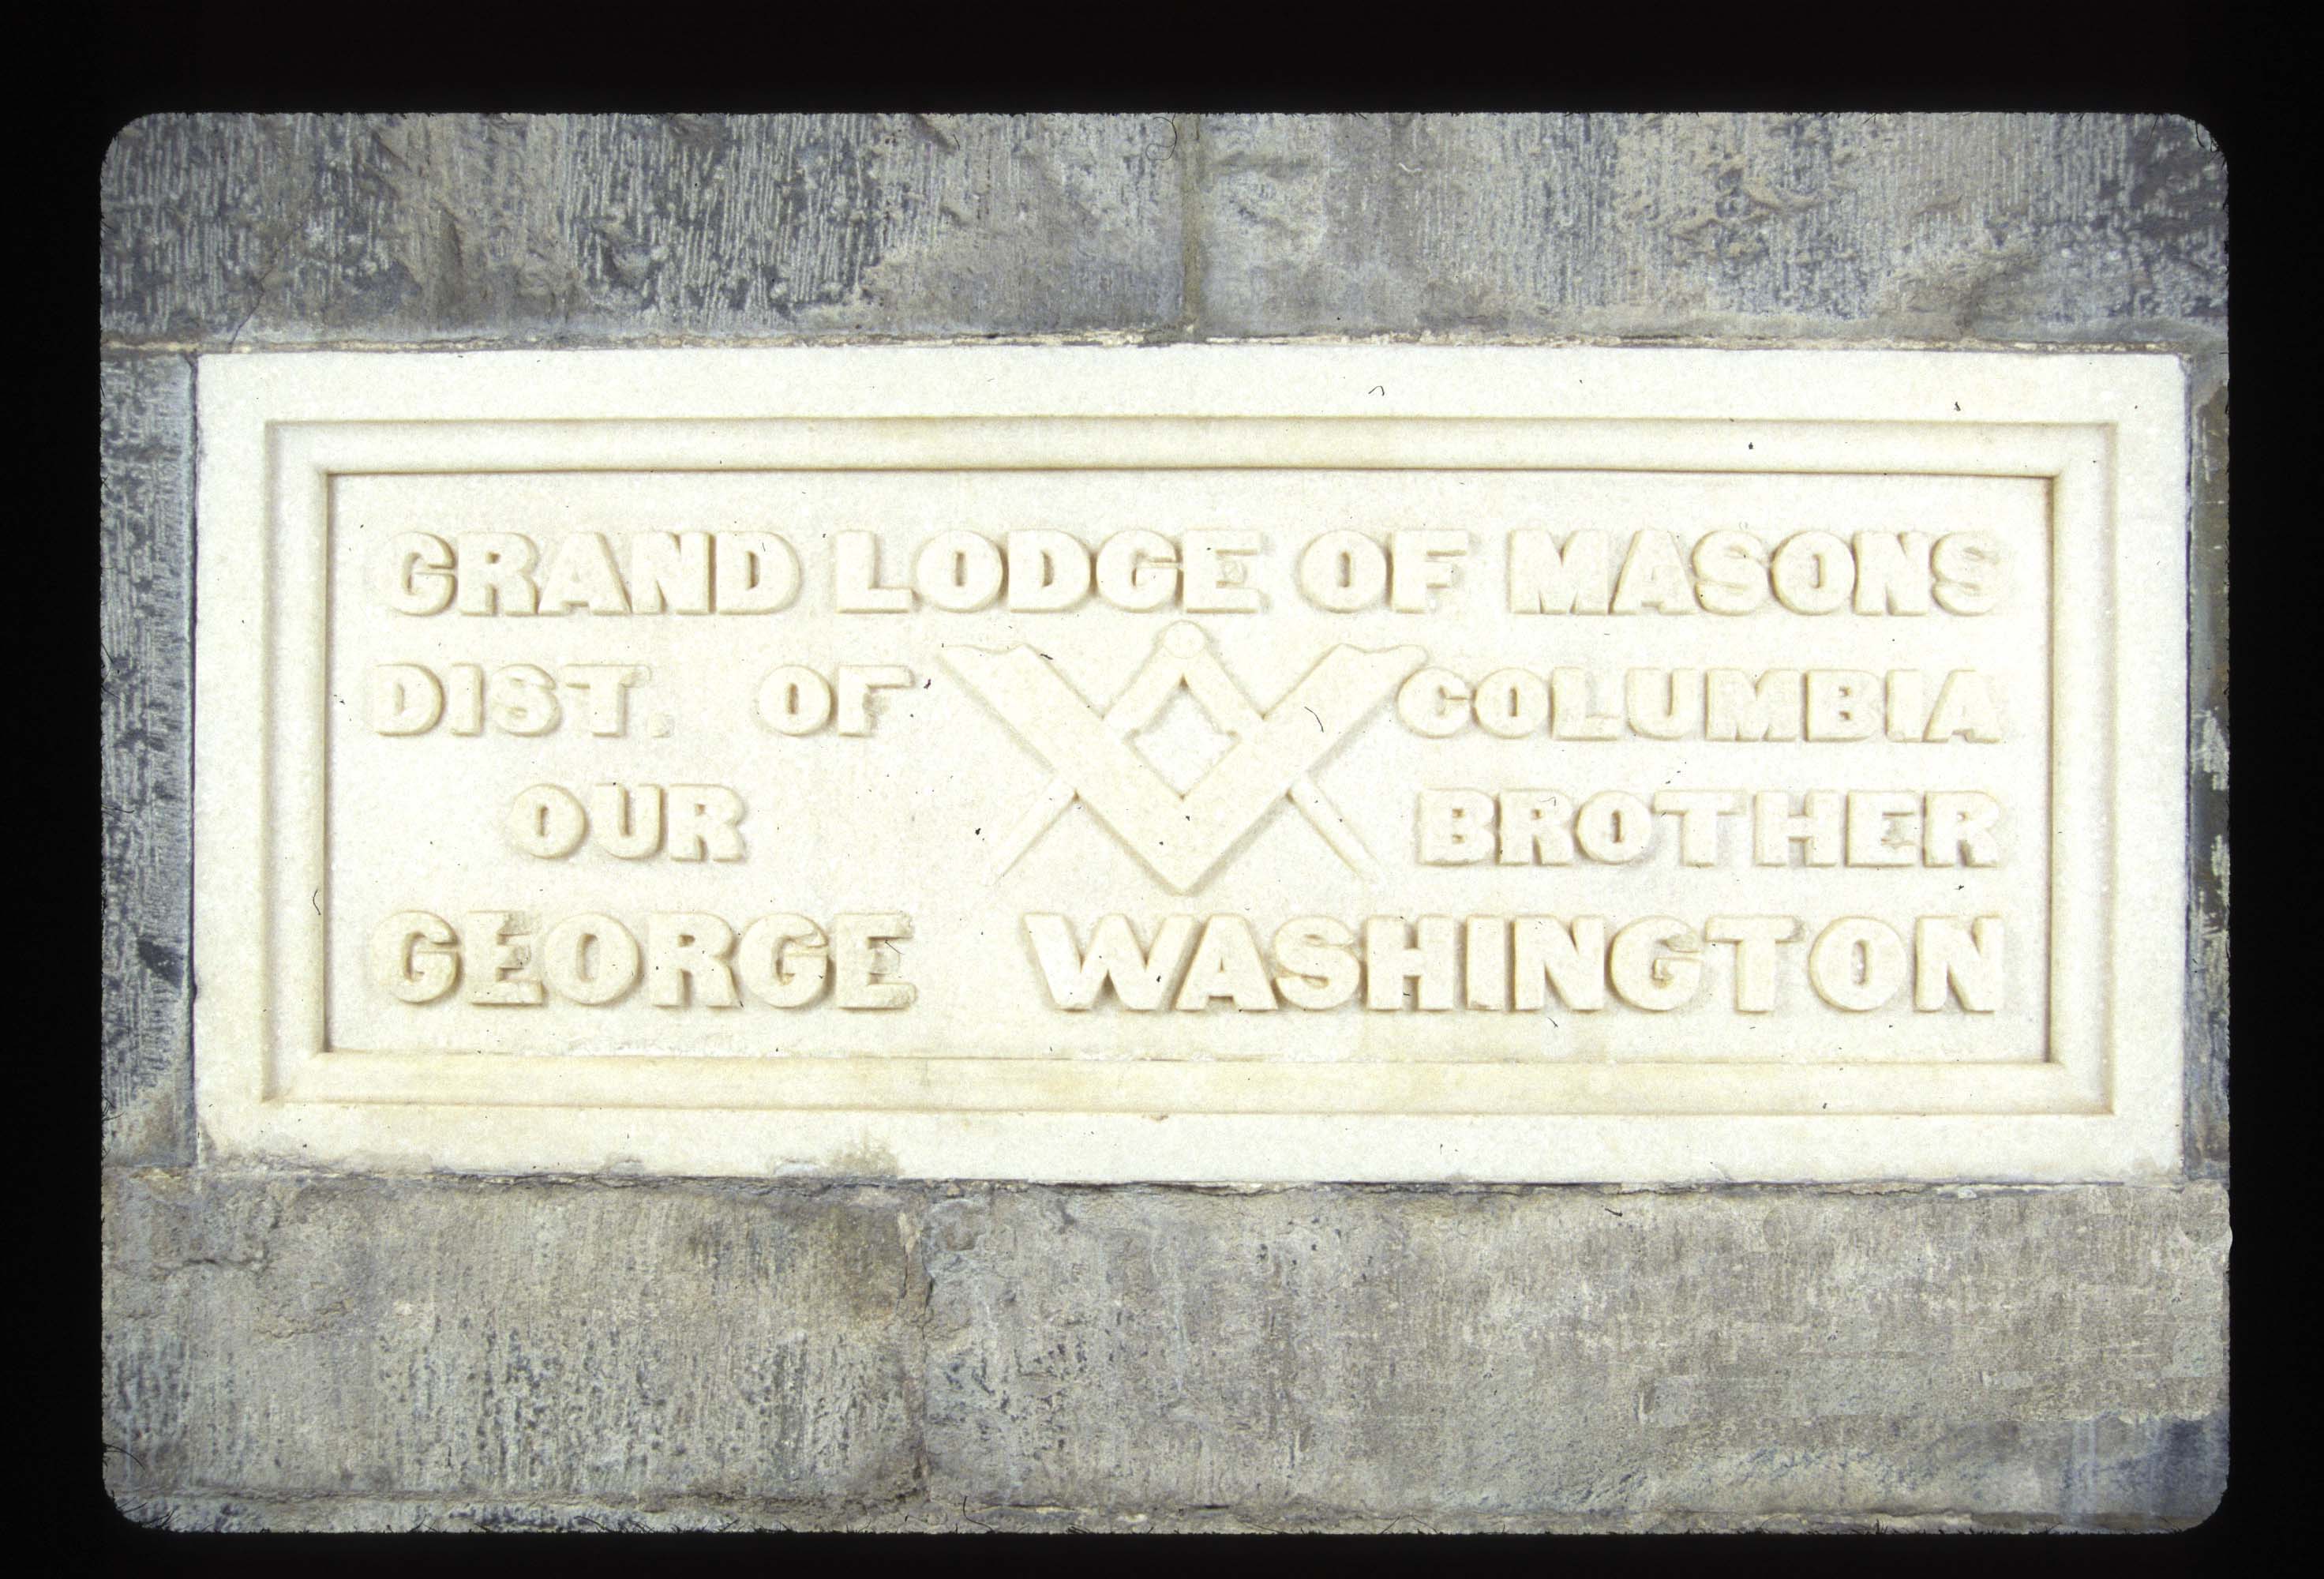 GRAND LODGE OF MASONS
DIST. OF COLUMBIA
OUR BROTHER
GEORGE WASHINGTON